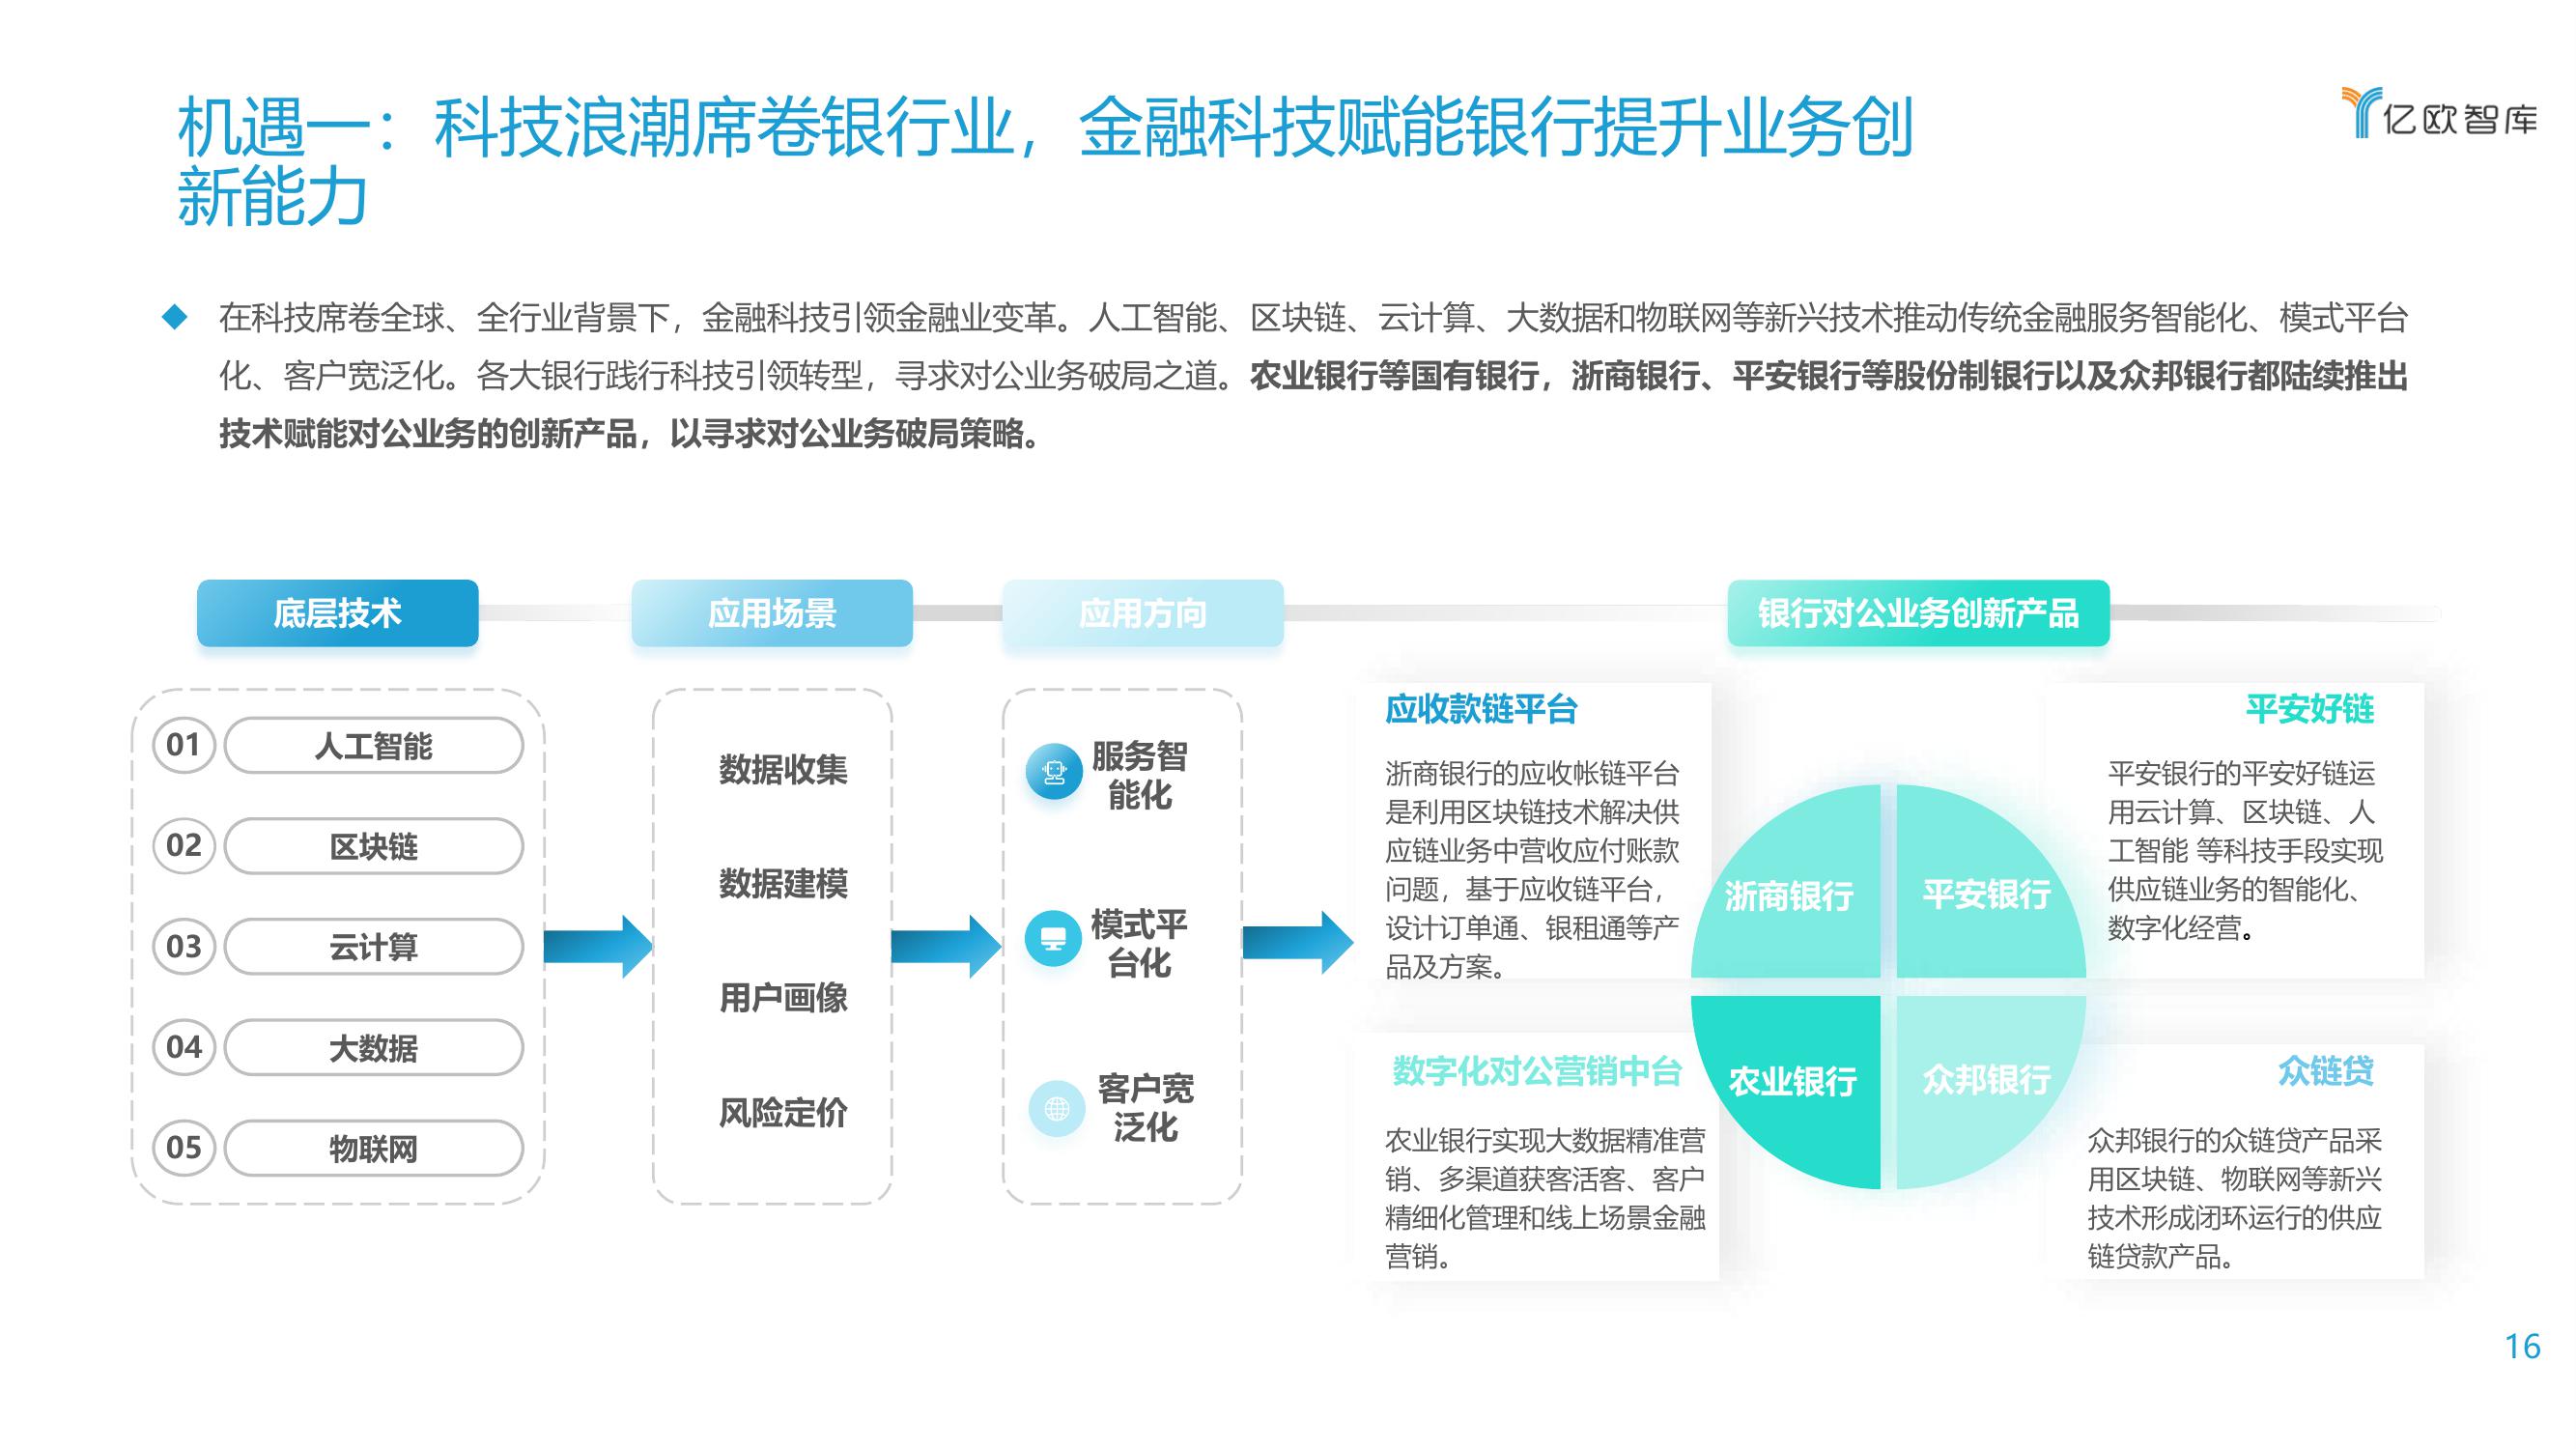 机遇一：科技浪潮席卷银行业，金融科技赋能银行提升业务创
新能力
亿欧智库
在科技席卷全球、全行业背景下，金融科技引领金融业变革。人工智能、区块链、云计算、大数据和物联网等新兴技术推动传统金融服务智能化、模式平台
化、客户宽泛化。各大银行践行科技引领转型，寻求对公业务破局之道。农业银行等国有银行，浙商银行、平安银行等股份制银行以及众邦银行都陆续推出
技术赋能对公业务的创新产品，以寻求对公业务破局策略。
底层技术
01 人工智能
02 区块链
03 云计算
04 大数据
05 物联网
应用场景
数据收集
数据建模
用户画像
风险定价
应用方向
服务智
能化
模式平
台化
客户宽
泛化
银行对公业务创新产品
应收款链平台
浙商银行的应收帐链平台
是利用区块链技术解决供
应链业务中营收应付账款
问题，基于应收链平台，
设计订单通、银租通等产
品及方案。
平安好链
平安银行的平安好链运
用云计算、区块链、人
工智能 等科技手段实现
供应链业务的智能化、
数字化经营。
浙商银行
平安银行
农业银行
众邦银行
数字化对公营销中台
农业银行实现大数据精准营
销、多渠道获客活客、客户
精细化管理和线上场景金融
营销。
众链贷
众邦银行的众链贷产品采
用区块链、物联网等新兴
技术形成闭环运行的供应
链贷款产品。
16